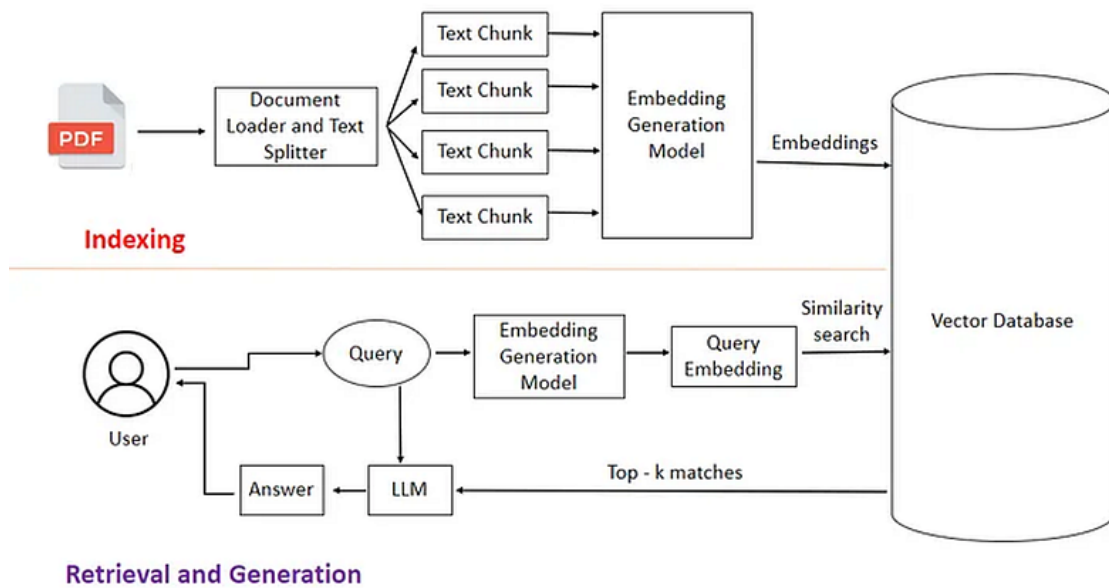 PDF
Document
Loader and Text
Splitter
Text Chunk
Text Chunk
Text Chunk
Text Chunk
Embedding
Generation
Model
Embeddings
Indexing
Vector Database
User
Query
Embedding
Generation
Model
Query
Embedding
Similarity
search
Top - k matches
LLM
Answer
Retrieval and Generation